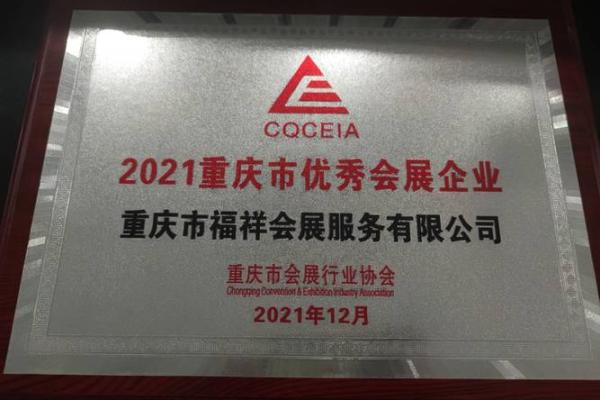 CQCEIA
2021重庆市优秀会展企业
重庆市福祥会展服务有限公司
重庆市会展行业协会
Chongqing Convention & Exhibition Industry Association
2021年12月